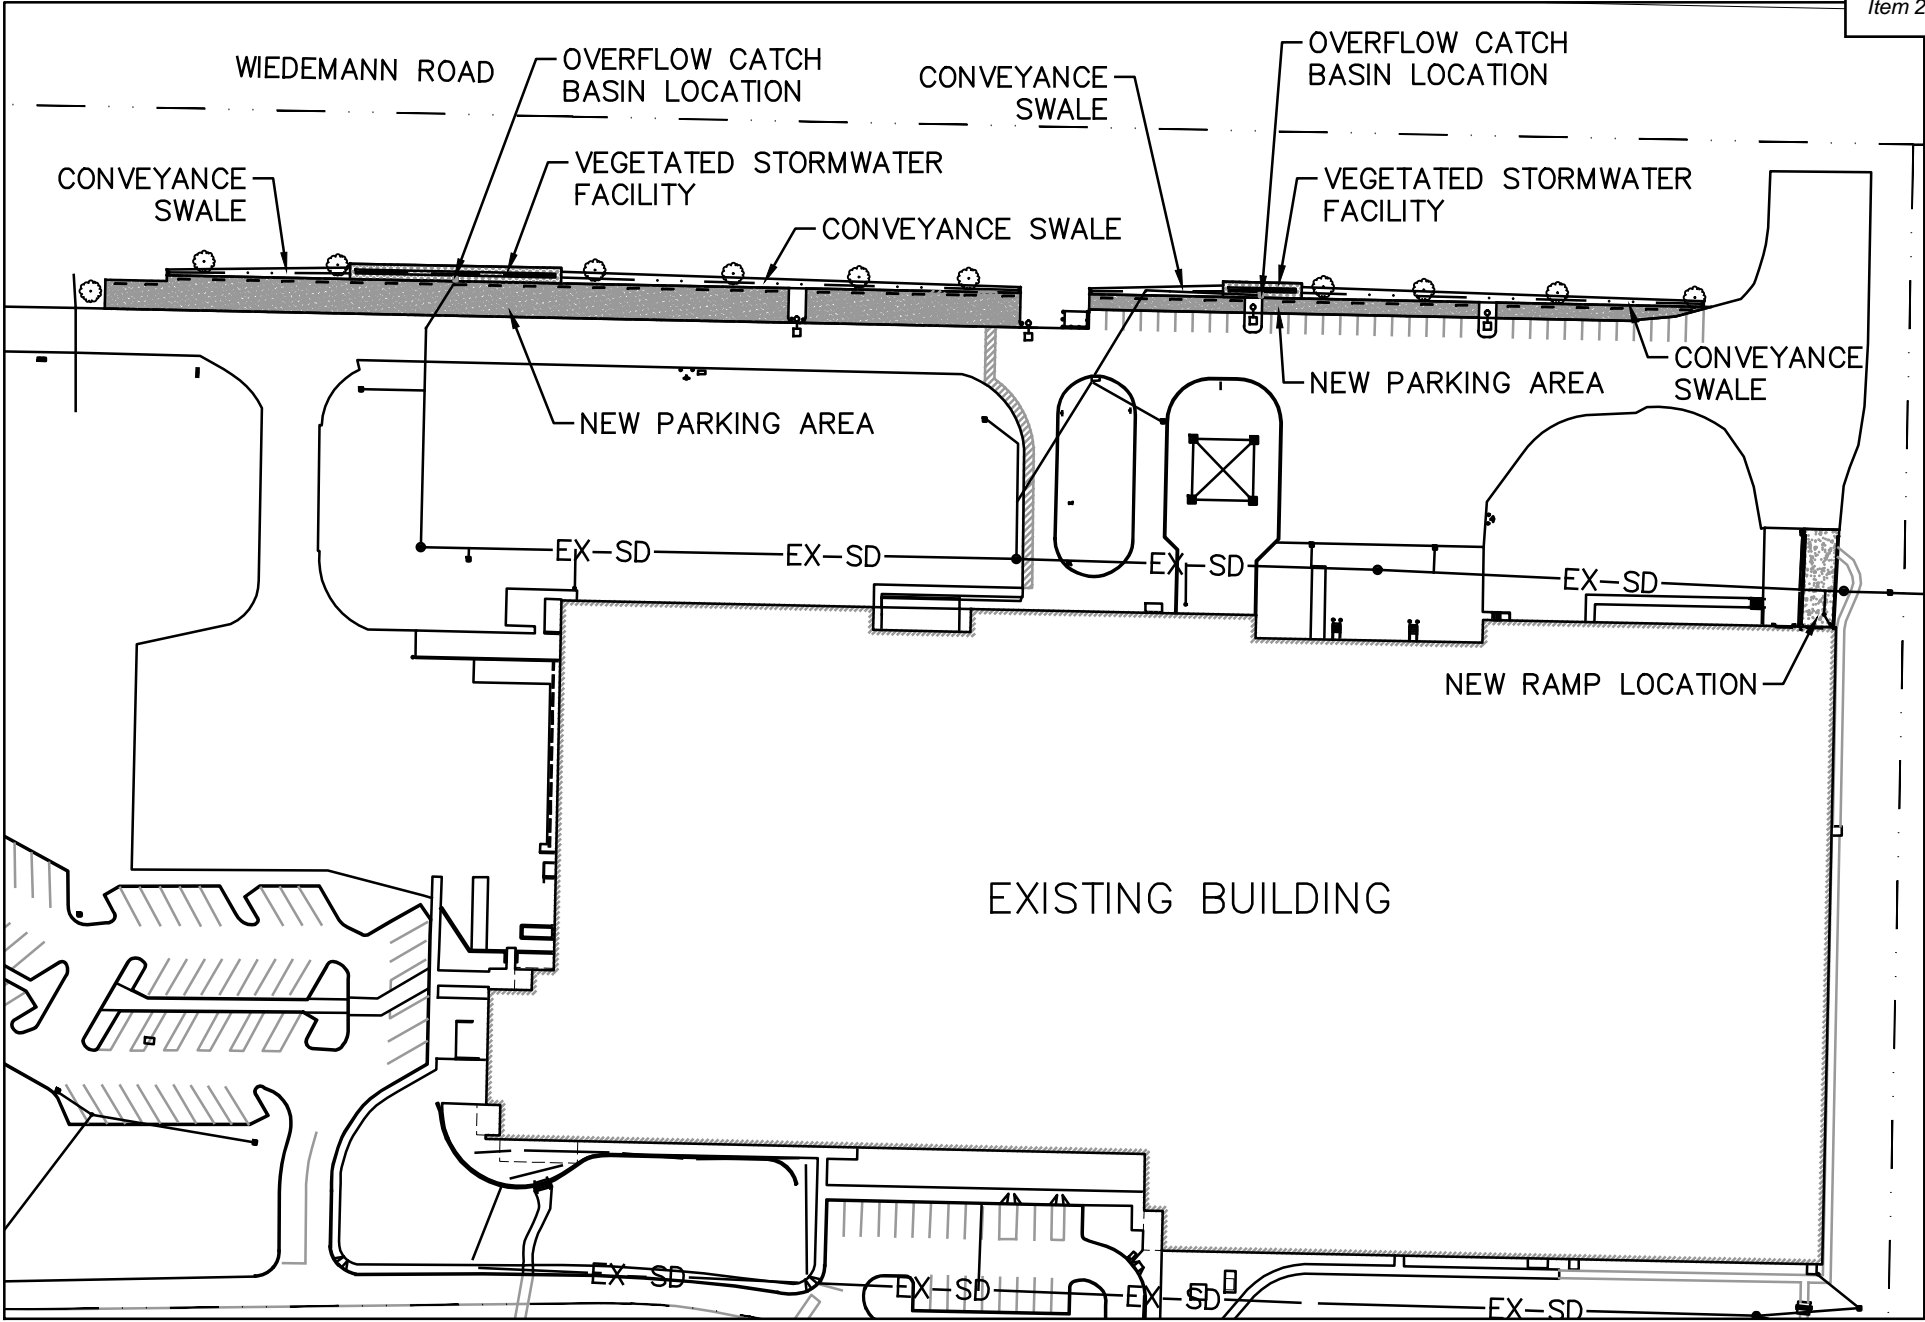 Item 2
WIEDEMANN ROAD
OVERFLOW CATCH
BASIN LOCATION
CONVEYANCE
SWALE
OVERFLOW CATCH
BASIN LOCATION
CONVEYANCE
SWALE
VEGETATED STORMWATER
FACILITY
CONVEYANCE SWALE
VEGETATED STORMWATER
FACILITY
NEW PARKING AREA
NEW PARKING AREA
CONVEYANCE
SWALE
EX-SD
EX-SD
EX-SD
EX-SD
NEW RAMP LOCATION
EXISTING BUILDING
EX-SD
EX-SD
EX-SD
EX-SD